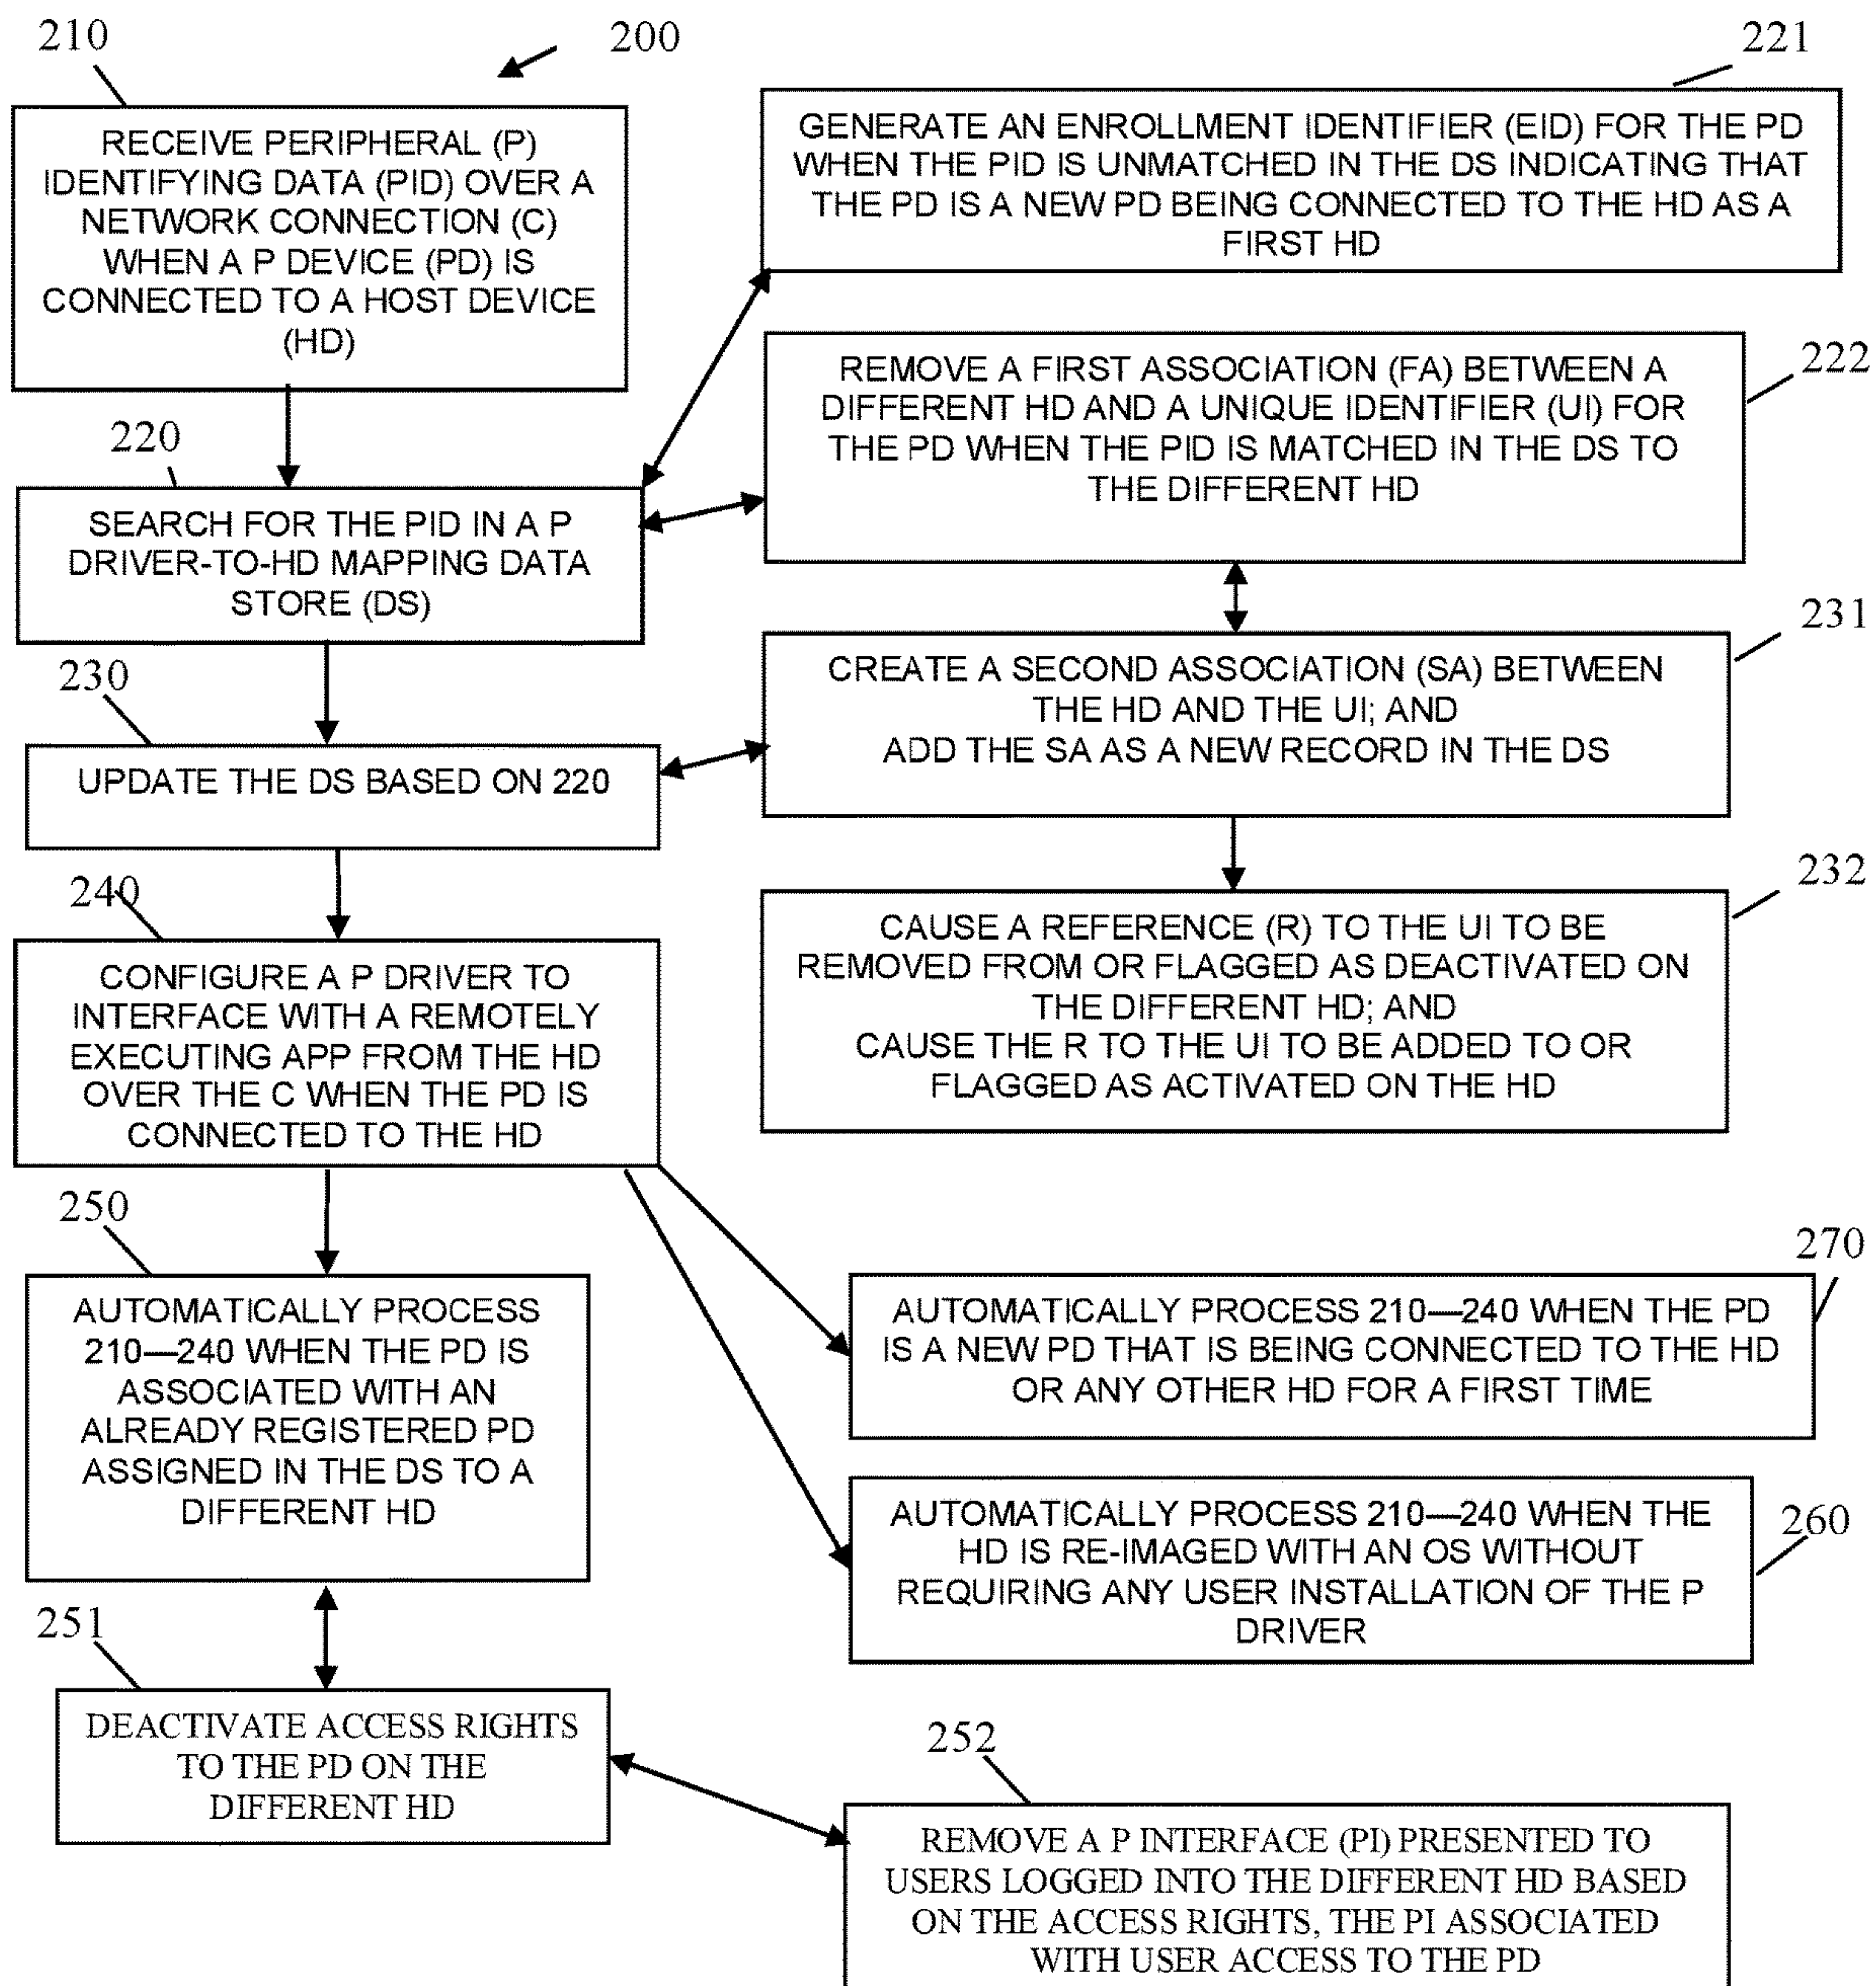 200
210
RECEIVE PERIPHERAL (P)
IDENTIFYING DATA (PID) OVER A
NETWORK CONNECTION (C)
WHEN A P DEVICE (PD) IS
CONNECTED TO A HOST DEVICE
(HD)
221
GENERATE AN ENROLLMENT IDENTIFIER (EID) FOR THE PD
WHEN THE PID IS UNMATCHED IN THE DS INDICATING THAT
THE PD IS A NEW PD BEING CONNECTED TO THE HD AS A
FIRST HD
222
REMOVE A FIRST ASSOCIATION (FA) BETWEEN A
DIFFERENT HD AND A UNIQUE IDENTIFIER (UI) FOR
THE PD WHEN THE PID IS MATCHED IN THE DS TO
THE DIFFERENT HD
220
SEARCH FOR THE PID IN A P
DRIVER-TO-HD MAPPING DATA
STORE (DS)
231
CREATE A SECOND ASSOCIATION (SA) BETWEEN
THE HD AND THE UI; AND
ADD THE SA AS A NEW RECORD IN THE DS
230
UPDATE THE DS BASED ON 220
232
CAUSE A REFERENCE (R) TO THE UI TO BE
REMOVED FROM OR FLAGGED AS DEACTIVATED ON
THE DIFFERENT HD; AND
CAUSE THE R TO THE UI TO BE ADDED TO OR
FLAGGED AS ACTIVATED ON THE HD
240
CONFIGURE A P DRIVER TO
INTERFACE WITH A REMOTELY
EXECUTING APP FROM THE HD
OVER THE C WHEN THE PD IS
CONNECTED TO THE HD
250
AUTOMATICALLY PROCESS
210—240 WHEN THE PD IS
ASSOCIATED WITH AN
ALREADY REGISTERED PD
ASSIGNED IN THE DS TO A
DIFFERENT HD
270
AUTOMATICALLY PROCESS 210—240 WHEN THE PD
IS A NEW PD THAT IS BEING CONNECTED TO THE HD
OR ANY OTHER HD FOR A FIRST TIME
260
AUTOMATICALLY PROCESS 210—240 WHEN THE
HD IS RE-IMAGED WITH AN OS WITHOUT
REQUIRING ANY USER INSTALLATION OF THE P
DRIVER
251
DEACTIVATE ACCESS RIGHTS
TO THE PD ON THE
DIFFERENT HD
252
REMOVE A P INTERFACE (PI) PRESENTED TO
USERS LOGGED INTO THE DIFFERENT HD BASED
ON THE ACCESS RIGHTS, THE PI ASSOCIATED
WITH USER ACCESS TO THE PD